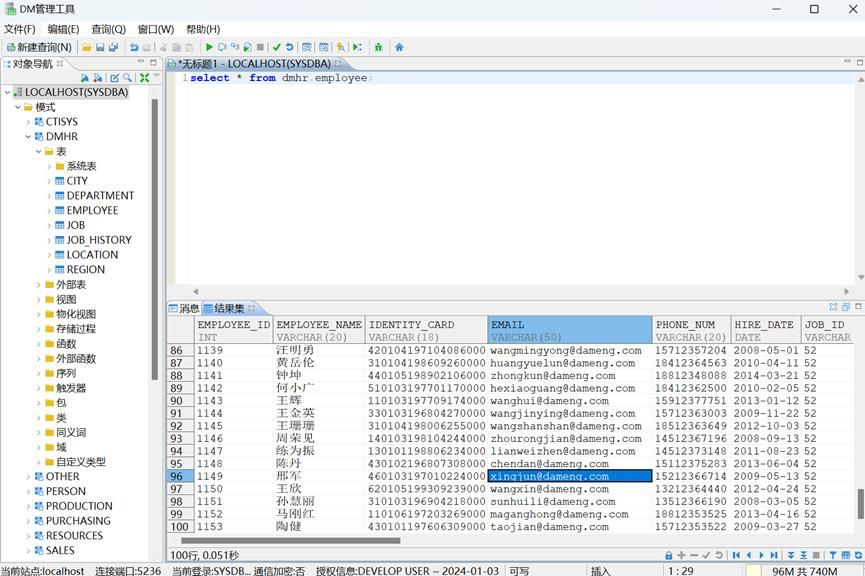 DM管理工具
文件(F) 编辑(E) 查询(Q) 窗口(W) 帮助(H)
新建查询(N)
对象导航
LOCALHOST(SYSDBA)
模式
CTISYS
DMHR
表
系统表
CITY
DEPARTMENT
EMPLOYEE
JOB
JOB_HISTORY
LOCATION
REGION
外部表
视图
物化视图
存储过程
函数
外部函数
序列
触发器
包
类
同义词
域
自定义类型
OTHER
PERSON
PRODUCTION
PURCHASING
RESOURCES
SALES
*无标题1 - LOCALHOST(SYSDBA)
1 select * from dmhr.employee;
消息 结果集
EMPLOYEE_ID EMPLOYEE_NAME IDENTITY_CARD EMAIL PHONE_NUM HIRE_DATE JOB_ID
INT VARCHAR(20) VARCHAR(18) VARCHAR(50) VARCHAR(20) DATE VARCHAR
86 1139 汪明勇 420104197104086000 wangmingyong@dameng.com 15712357204 2008-05-01 52
87 1140 黄岳伦 310104198609260000 huangyuelun@dameng.com 18412364563 2010-04-11 52
88 1141 钟坤 440105198902106000 zhongkun@dameng.com 18812348088 2014-03-21 52
89 1142 何小广 510103197701170000 hexiaoguang@dameng.com 18412362500 2010-02-05 52
90 1143 王辉 110103197709174000 wanghui@dameng.com 15912377751 2013-01-12 52
91 1144 王金英 330103196804270000 wangjinying@dameng.com 15712363003 2009-11-22 52
92 1145 王珊珊 310104198006255000 wangshanshan@dameng.com 18512363649 2012-10-03 52
93 1146 周荣见 140103198104244000 zhourongjian@dameng.com 14512367196 2008-09-13 52
94 1147 练为振 130101198806234000 lianweizhen@dameng.com 14512373148 2011-08-23 52
95 1148 陈丹 430102196807308000 chendan@dameng.com 15112375283 2013-06-04 52
96 1149 邢军 460103197010224000 xingjun@dameng.com 15212366714 2009-05-13 52
97 1150 王欣 620105199309239000 wangxin@dameng.com 13212364440 2012-04-24 52
98 1151 孙慧丽 310103196904218000 sunhuili@dameng.com 13512366190 2008-03-05 52
99 1152 马刚红 110106197203269000 maganghong@dameng.com 18812353525 2013-04-16 52
100 1153 陶健 430101197606309000 taojian@dameng.com 15712353522 2009-03-27 52
100行, 0.051秒
当前站点:localhost 连接端口:5236 当前登录:SYSDB... 通信加密:否 授权信息:DEVELOP USER ~ 2024-01-03 可写 插入 1 : 29 96M 共 740M